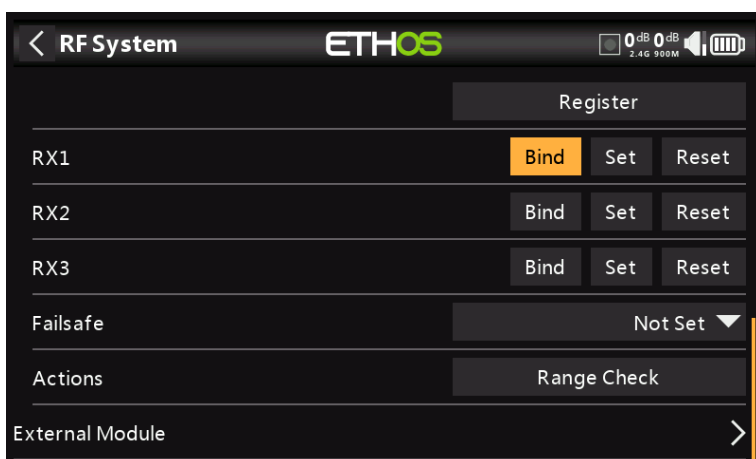 RF System ETHOS 0dB 0dB
2.4G 900M
Register
RX1 Bind Set Reset
RX2 Bind Set Reset
RX3 Bind Set Reset
Failsafe Not Set
Actions Range Check
External Module